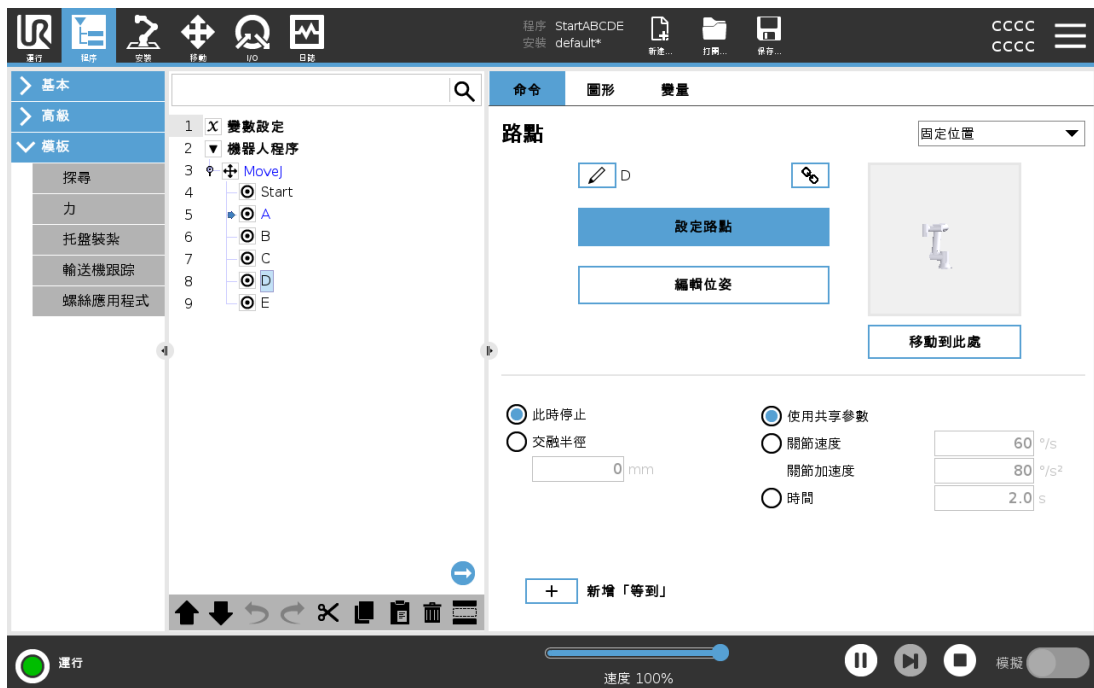 程序 StartABCDE
安裝 default*
CCCC
CCCC
運行
程序
安裝
移動
I/O
日誌
新建...
打開...
保存...
基本
高級
模板
探尋
力
托盤裝紮
輸送機跟踪
螺絲應用程式
1 X 變數設定
2 ▼ 機器人程序
3 MoveJ
4 Start
5 A
6 B
7 C
8 D
9 E
命令 圖形 變量
路點
固定位置
D
設定路點
編輯位姿
移動到此處
此時停止
交融半徑
0 mm
使用共享參數
關節速度 60 °/s
關節加速度 80 °/s²
時間 2.0 s
+ 新增「等到」
運行
速度 100%
模擬